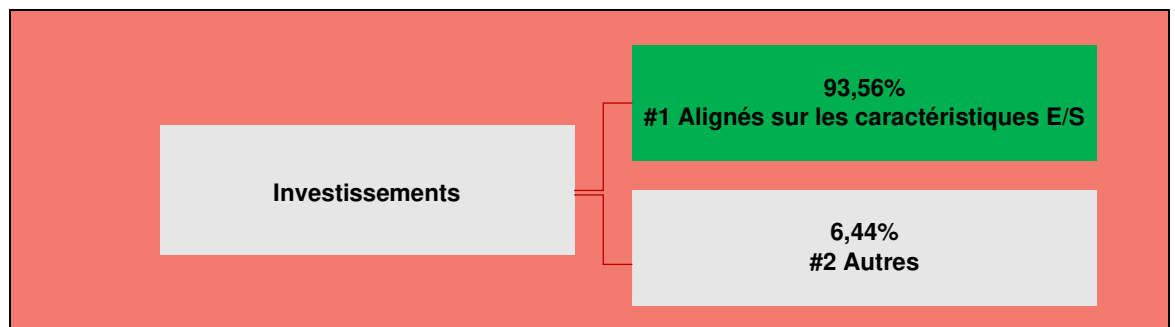 93,56%
#1 Alignés sur les caractéristiques E/S
Investissements
6,44%
#2 Autres